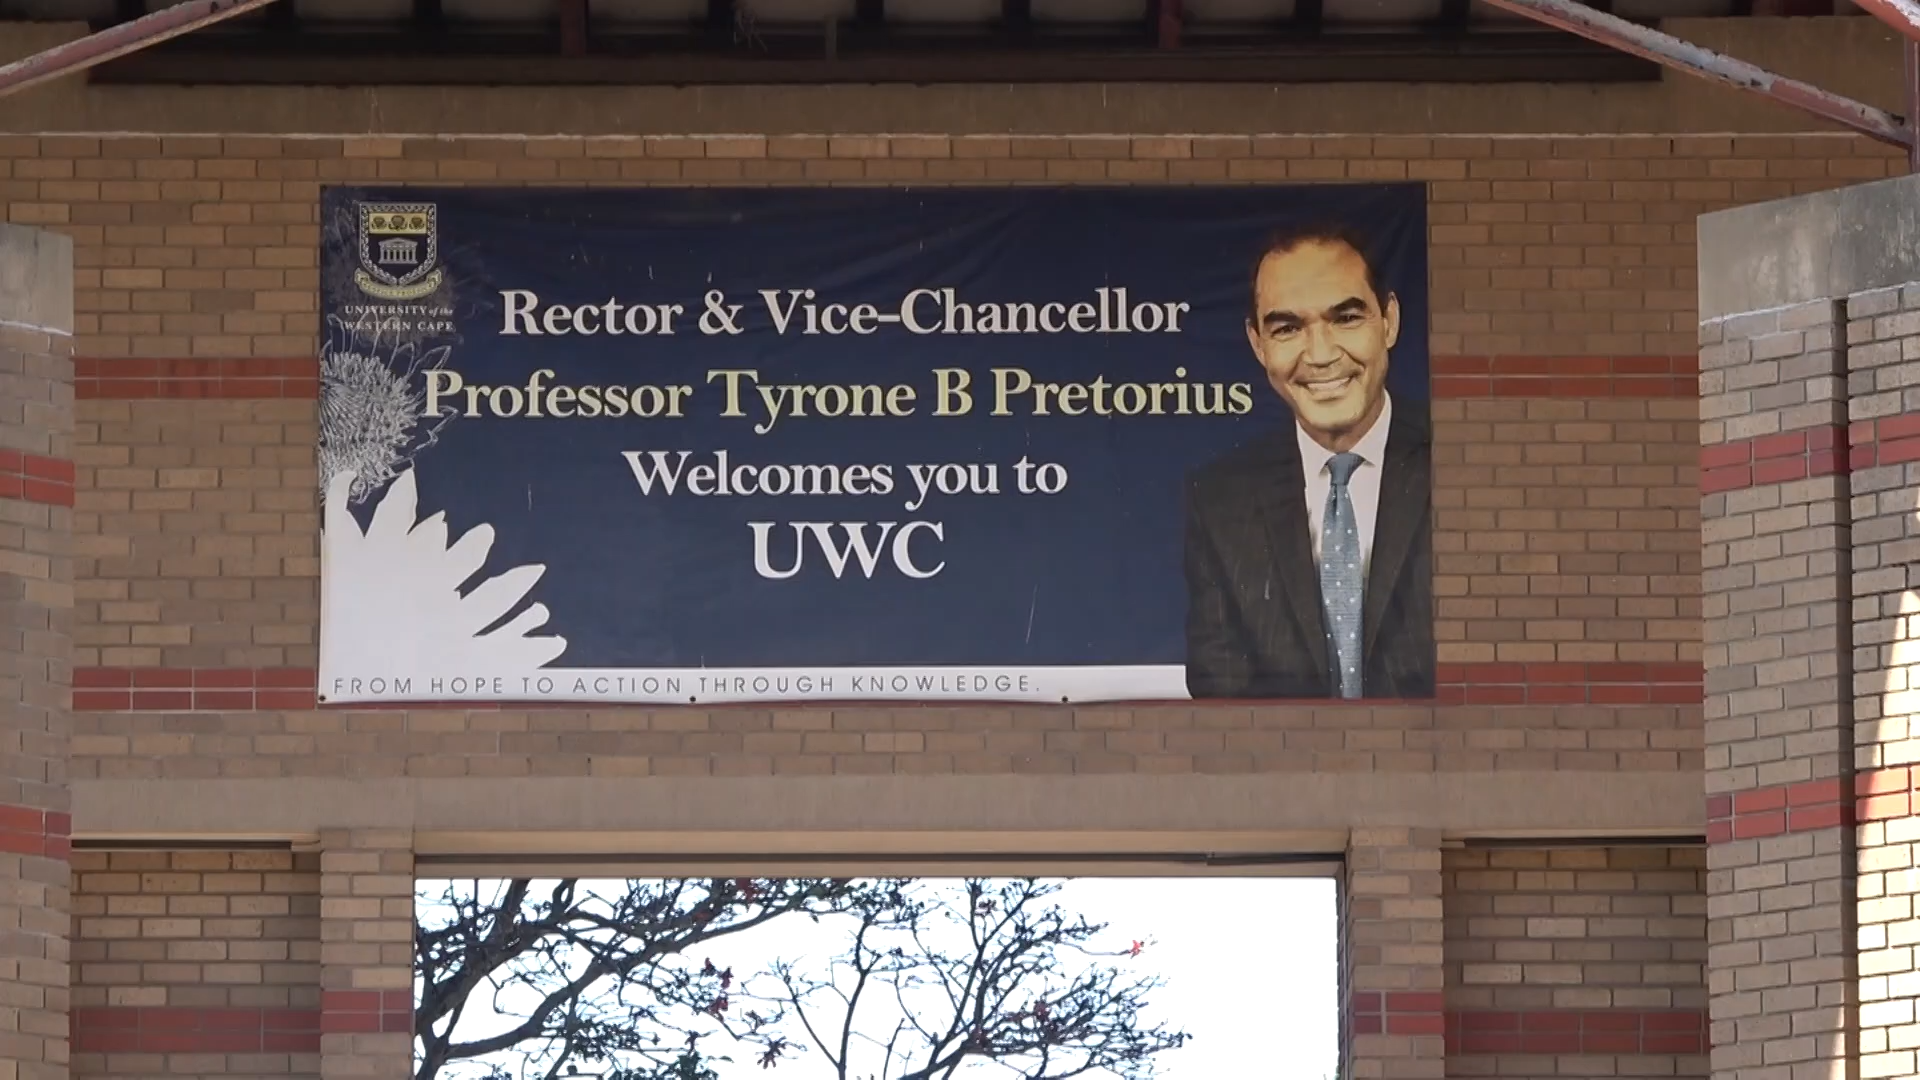 UNIVERSITY of the
WESTERN CAPE
Rector & Vice-Chancellor
Professor Tyrone B Pretorius
Welcomes you to
UWC
FROM HOPE TO ACTION THROUGH KNOWLEDGE.